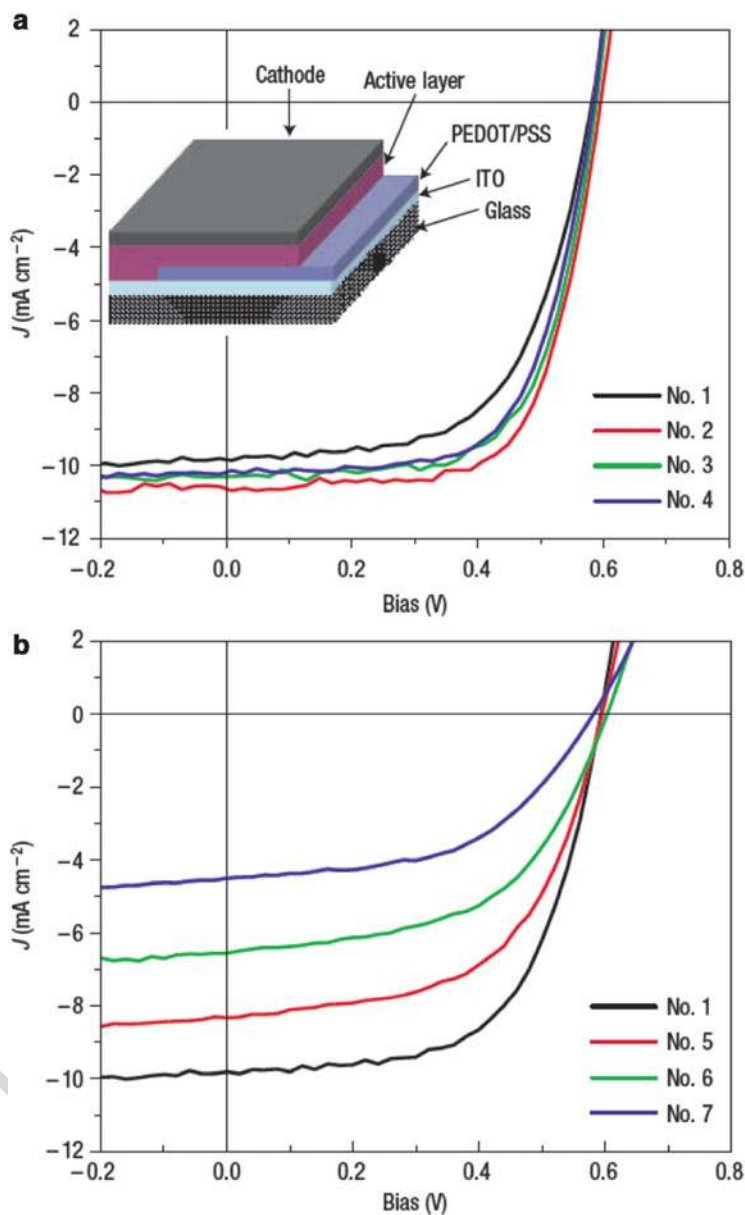 a
2
0
−2
−4
−6
−8
−10
−12
J (mA cm−2)
Cathode
Active layer
PEDOT/PSS
ITO
Glass
No. 1
No. 2
No. 3
No. 4
−0.2 0.0 0.2 0.4 0.6 0.8
Bias (V)
b
2
0
−2
−4
−6
−8
−10
−12
J (mA cm−2)
No. 1
No. 5
No. 6
No. 7
−0.2 0.0 0.2 0.4 0.6 0.8
Bias (V)